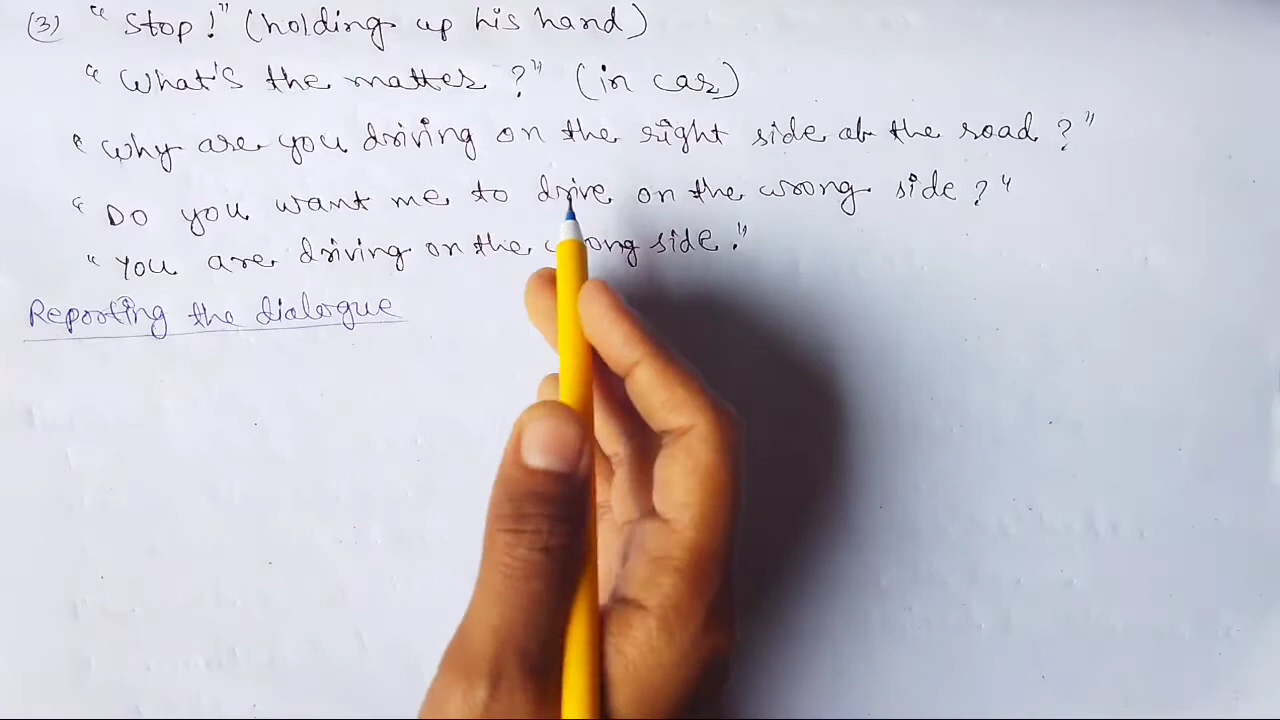 (3) "Stop!" (holding up his hand)
"What's the matter?" (in car)
"Why are you driving on the right side of the road?"
"Do you want me to drive on the wrong side?"
"You are driving on the wrong side."
Reporting the dialogue